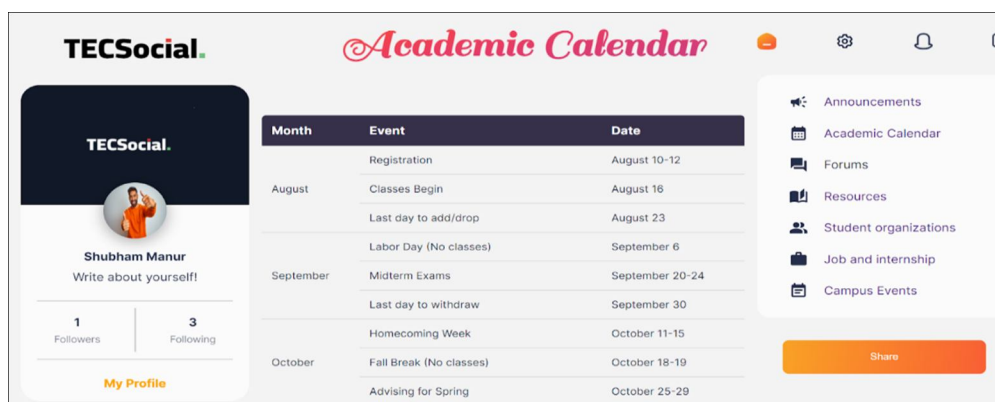 TECSocial.
Academic Calendar
TECSocial.
Shubham Manur
Write about yourself!
1 3
Followers Following
My Profile
Month Event Date
August
Registration August 10-12
Classes Begin August 16
Last day to add/drop August 23
September
Labor Day (No classes) September 6
Midterm Exams September 20-24
Last day to withdraw September 30
October
Homecoming Week October 11-15
Fall Break (No classes) October 18-19
Advising for Spring October 25-29
Announcements
Academic Calendar
Forums
Resources
Student organizations
Job and internship
Campus Events
Share